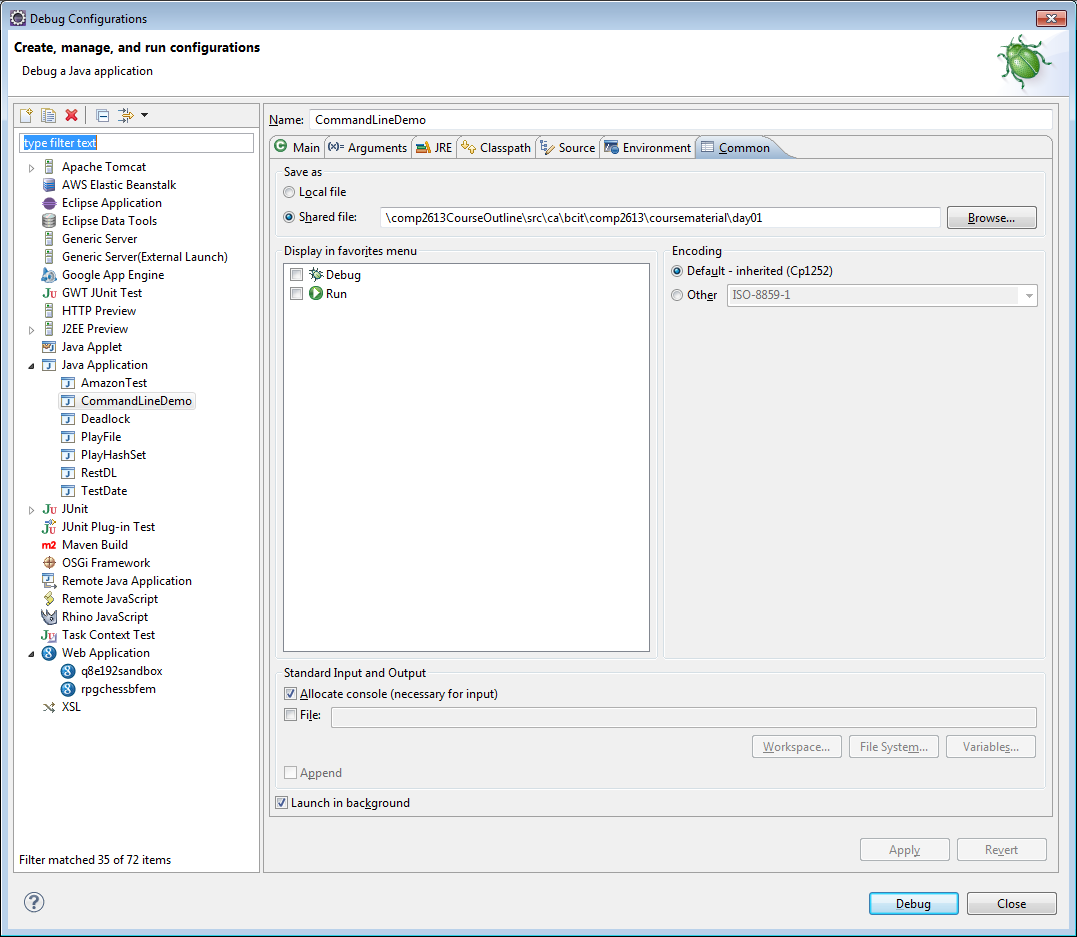 Debug Configurations
Create, manage, and run configurations
Debug a Java application
type filter text
Apache Tomcat
AWS Elastic Beanstalk
Eclipse Application
Eclipse Data Tools
Generic Server
Generic Server(External Launch)
Google App Engine
Ju GWT JUnit Test
HTTP Preview
J2EE Preview
Java Applet
Java Application
AmazonTest
CommandLineDemo
Deadlock
PlayFile
PlayHashSet
RestDL
TestDate
Ju JUnit
JUnit Plug-in Test
m2 Maven Build
OSGi Framework
Remote Java Application
Remote JavaScript
Rhino JavaScript
Task Context Test
Web Application
q8e192sandbox
rpgchessbfem
XSL
Filter matched 35 of 72 items
Name: CommandLineDemo
Main (x)= Arguments JRE Classpath Source Environment Common
Save as
Local file
Shared file: \comp2613CourseOutline\src\ca\bcit\comp2613\coursematerial\day01 Browse...
Display in favorites menu
Debug
Run
Encoding
Default - inherited (Cp1252)
Other ISO-8859-1
Standard Input and Output
Allocate console (necessary for input)
File:
Workspace... File System... Variables...
Append
Launch in background
Apply Revert
? Debug Close